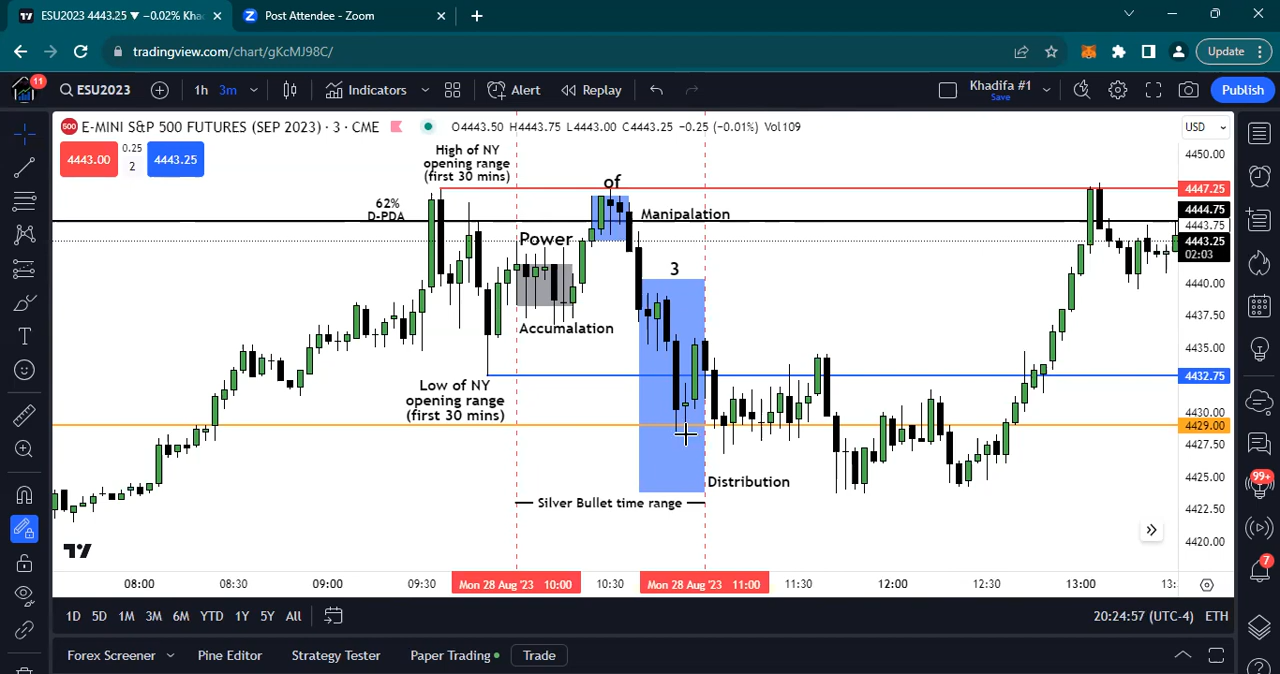 ESU2023 4443.25 ▼ −0.02% Kha
Post Attendee - Zoom
tradingview.com/chart/gKcMJ98C/
Update
11
ESU2023
1h 3m
Indicators
Alert
Replay
Khadifa #1
Save
Publish
500 E-MINI S&P 500 FUTURES (SEP 2023) · 3 · CME
O4443.50 H4443.75 L4443.00 C4443.25 −0.25 (−0.01%) Vol109
USD
4443.00
0.25
2
4443.25
High of NY
opening range
(first 30 mins)
62%
D-PDA
of
Manipalation
Power
3
Accumalation
Low of NY
opening range
(first 30 mins)
Distribution
Silver Bullet time range
4450.00
4447.25
4444.75
4443.75
4443.25
02:03
4440.00
4437.50
4435.00
4432.75
4430.00
4429.00
4427.50
4425.00
4422.50
4420.00
08:00
08:30
09:00
09:30
Mon 28 Aug '23 10:00
10:30
Mon 28 Aug '23 11:00
11:30
12:00
12:30
13:00
13:
1D 5D 1M 3M 6M YTD 1Y 5Y All
20:24:57 (UTC-4) ETH
Forex Screener
Pine Editor
Strategy Tester
Paper Trading
Trade
99+
7